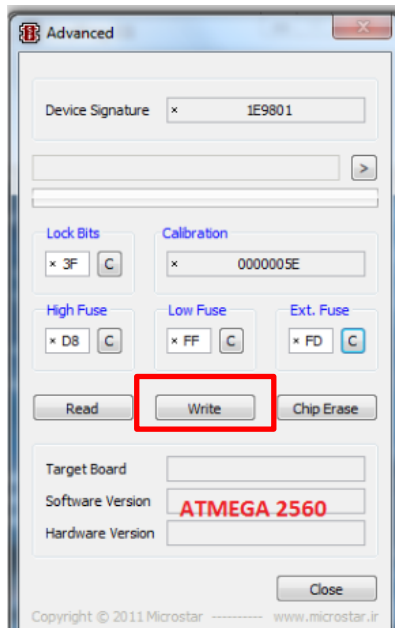 Advanced
Device Signature × 1E9801
>
Lock Bits Calibration
× 3F C × 0000005E
High Fuse Low Fuse Ext. Fuse
× D8 C × FF C × FD C
Read Write Chip Erase
Target Board
Software Version ATMEGA 2560
Hardware Version
Close
Copyright © 2011 Microstar ---------- www.microstar.ir